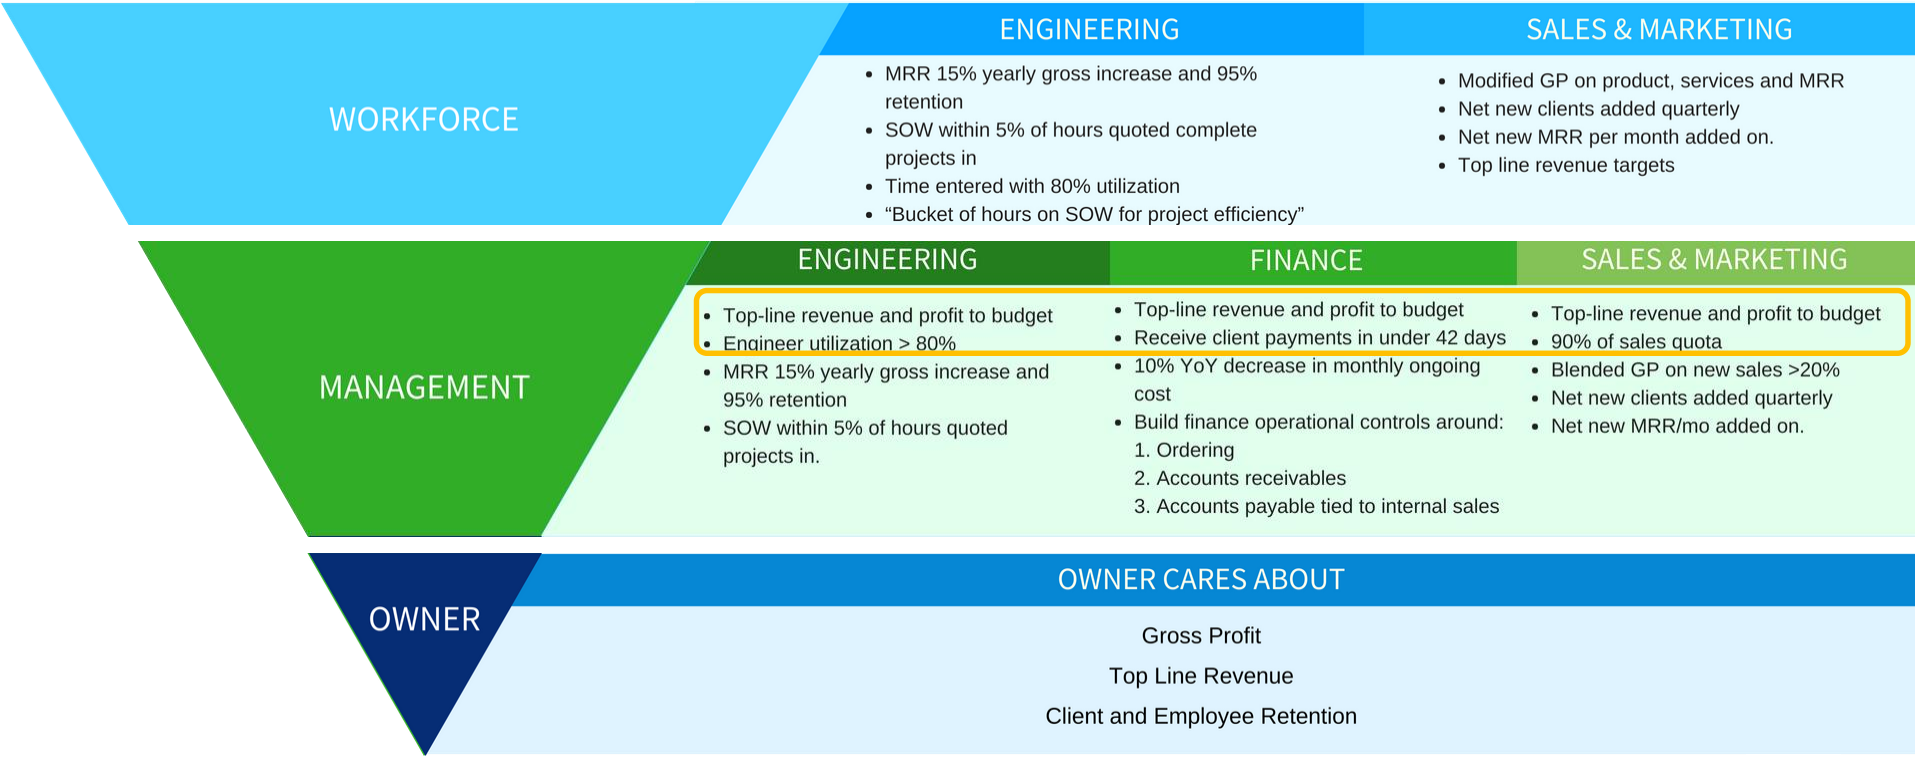 WORKFORCE
ENGINEERING
• MRR 15% yearly gross increase and 95%
retention
• SOW within 5% of hours quoted complete
projects in
• Time entered with 80% utilization
• “Bucket of hours on SOW for project efficiency”
SALES & MARKETING
• Modified GP on product, services and MRR
• Net new clients added quarterly
• Net new MRR per month added on.
• Top line revenue targets
MANAGEMENT
ENGINEERING
• Top-line revenue and profit to budget
• Engineer utilization > 80%
• MRR 15% yearly gross increase and
95% retention
• SOW within 5% of hours quoted
projects in.
FINANCE
• Top-line revenue and profit to budget
• Receive client payments in under 42 days
• 10% YoY decrease in monthly ongoing
cost
• Build finance operational controls around:
1. Ordering
2. Accounts receivables
3. Accounts payable tied to internal sales
SALES & MARKETING
• Top-line revenue and profit to budget
• 90% of sales quota
• Blended GP on new sales >20%
• Net new clients added quarterly
• Net new MRR/mo added on.
OWNER
OWNER CARES ABOUT
Gross Profit
Top Line Revenue
Client and Employee Retention